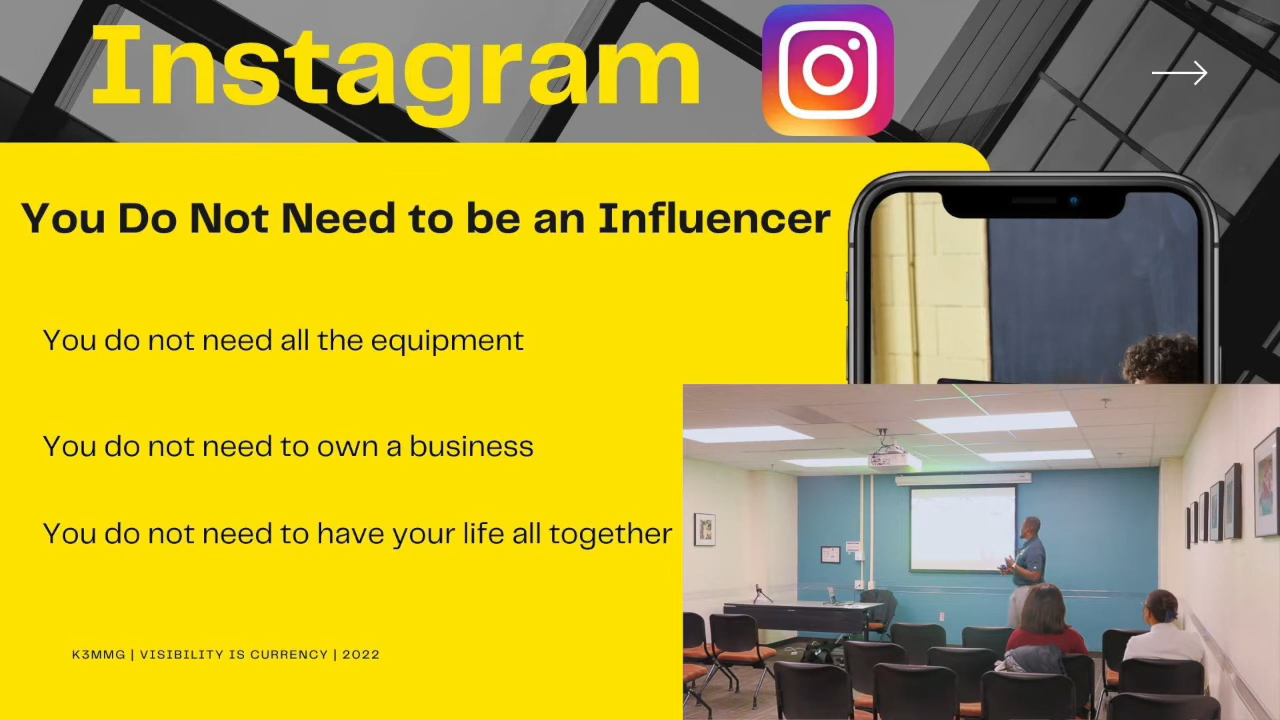 Instagram
You Do Not Need to be an Influencer
You do not need all the equipment
You do not need to own a business
You do not need to have your life all together
K3MMG | VISIBILITY IS CURRENCY | 2022